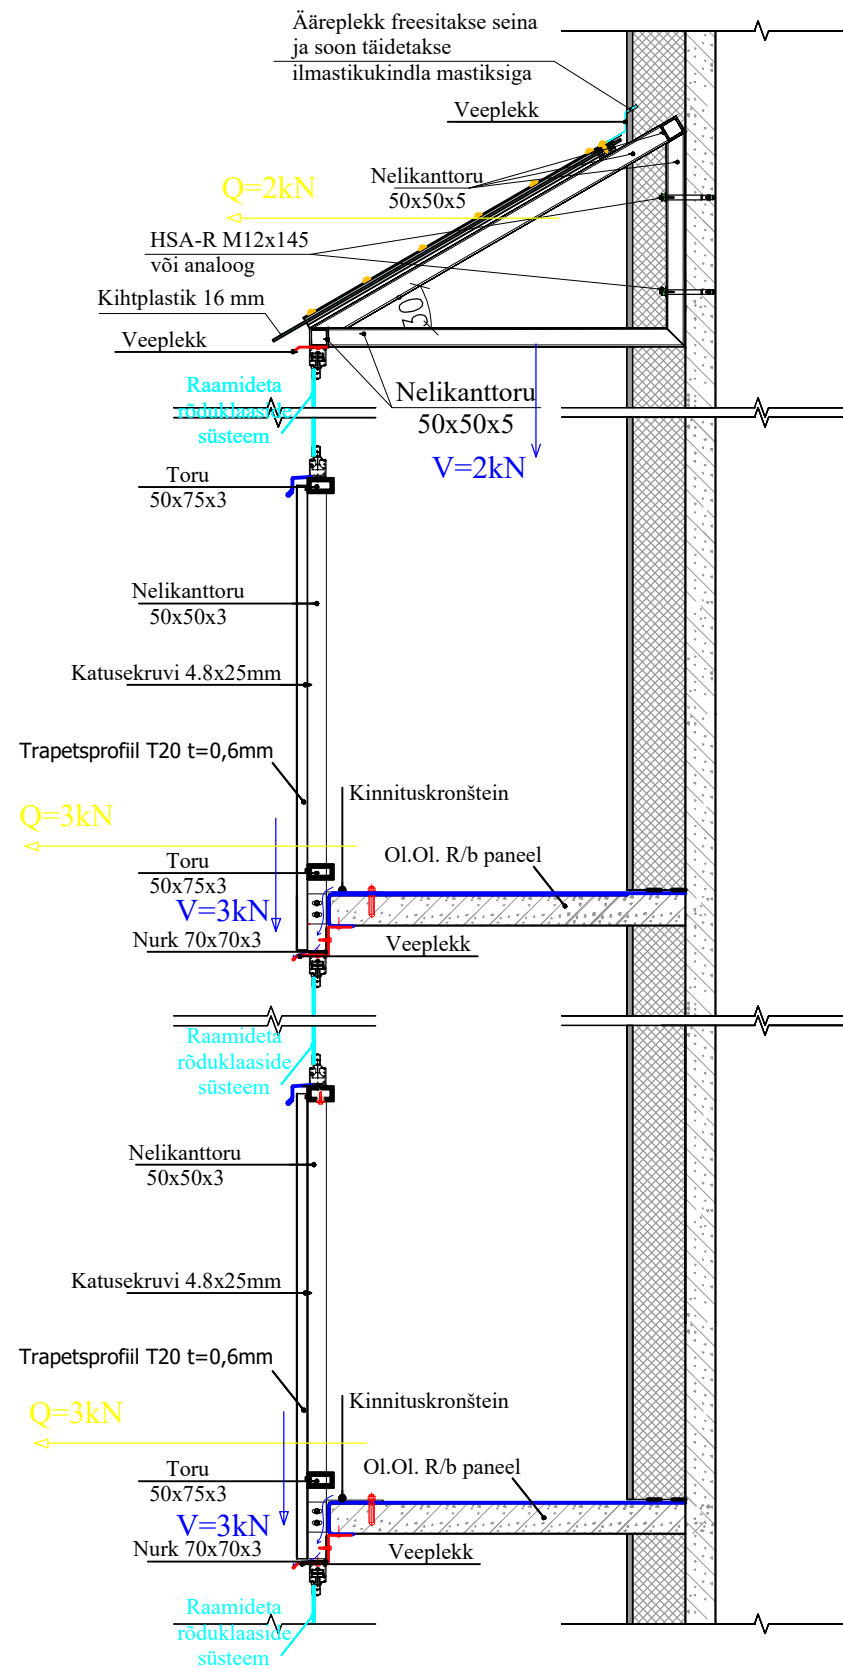 Ääreplekk freesitakse seina
ja soon täidetakse
ilmastikukindla mastiksiga
Veeplekk
Nelikanttoru
50x50x5
Q=2kN
HSA-R M12x145
või analoog
Kihtplastik 16 mm
30
Veeplekk
Raamideta
rõduklaaside
süsteem
Nelikanttoru
50x50x5
V=2kN
Toru
50x75x3
Nelikanttoru
50x50x3
Katusekruvi 4.8x25mm
Trapetsprofiil T20 t=0,6mm
Kinnituskronštein
Q=3kN
Ol.Ol. R/b paneel
Toru
50x75x3
V=3kN
Nurk 70x70x3
Veeplekk
Raamideta
rõduklaaside
süsteem
Nelikanttoru
50x50x3
Katusekruvi 4.8x25mm
Trapetsprofiil T20 t=0,6mm
Kinnituskronštein
Q=3kN
Ol.Ol. R/b paneel
Toru
50x75x3
V=3kN
Nurk 70x70x3
Veeplekk
Raamideta
rõduklaaside
süsteem